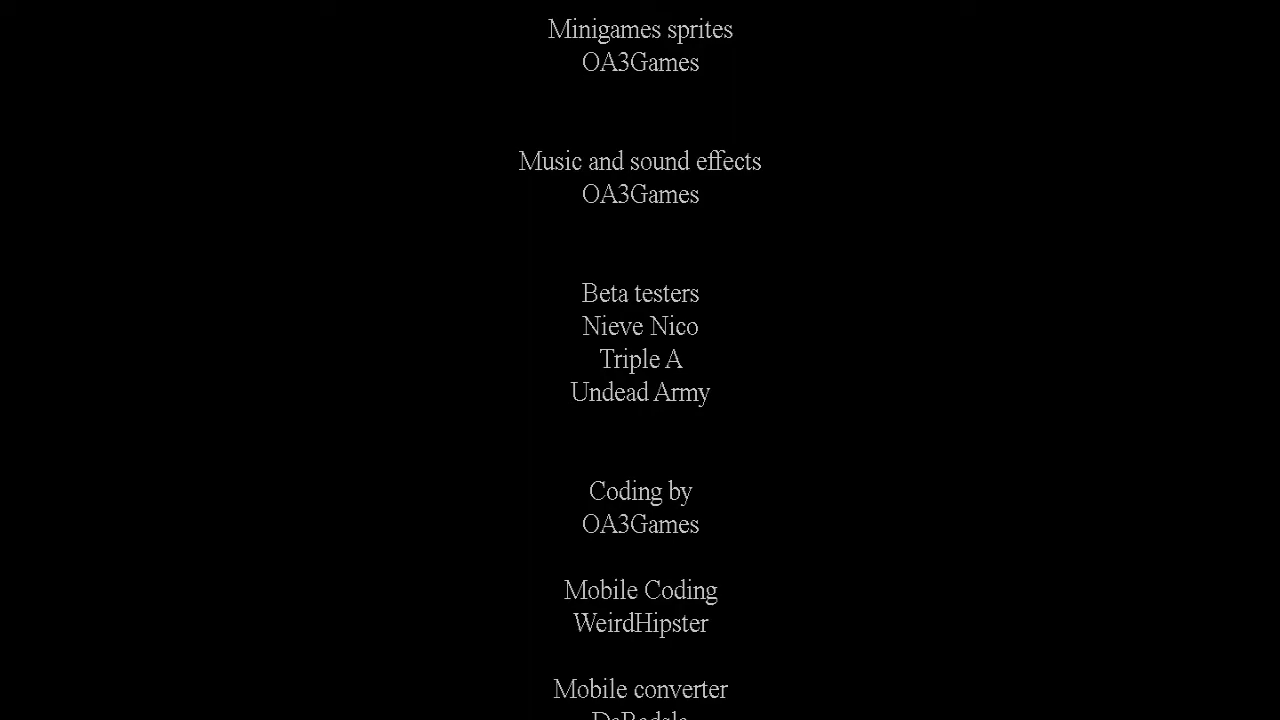 Minigames sprites
OA3Games
Music and sound effects
OA3Games
Beta testers
Nieve Nico
Triple A
Undead Army
Coding by
OA3Games
Mobile Coding
WeirdHipster
Mobile converter